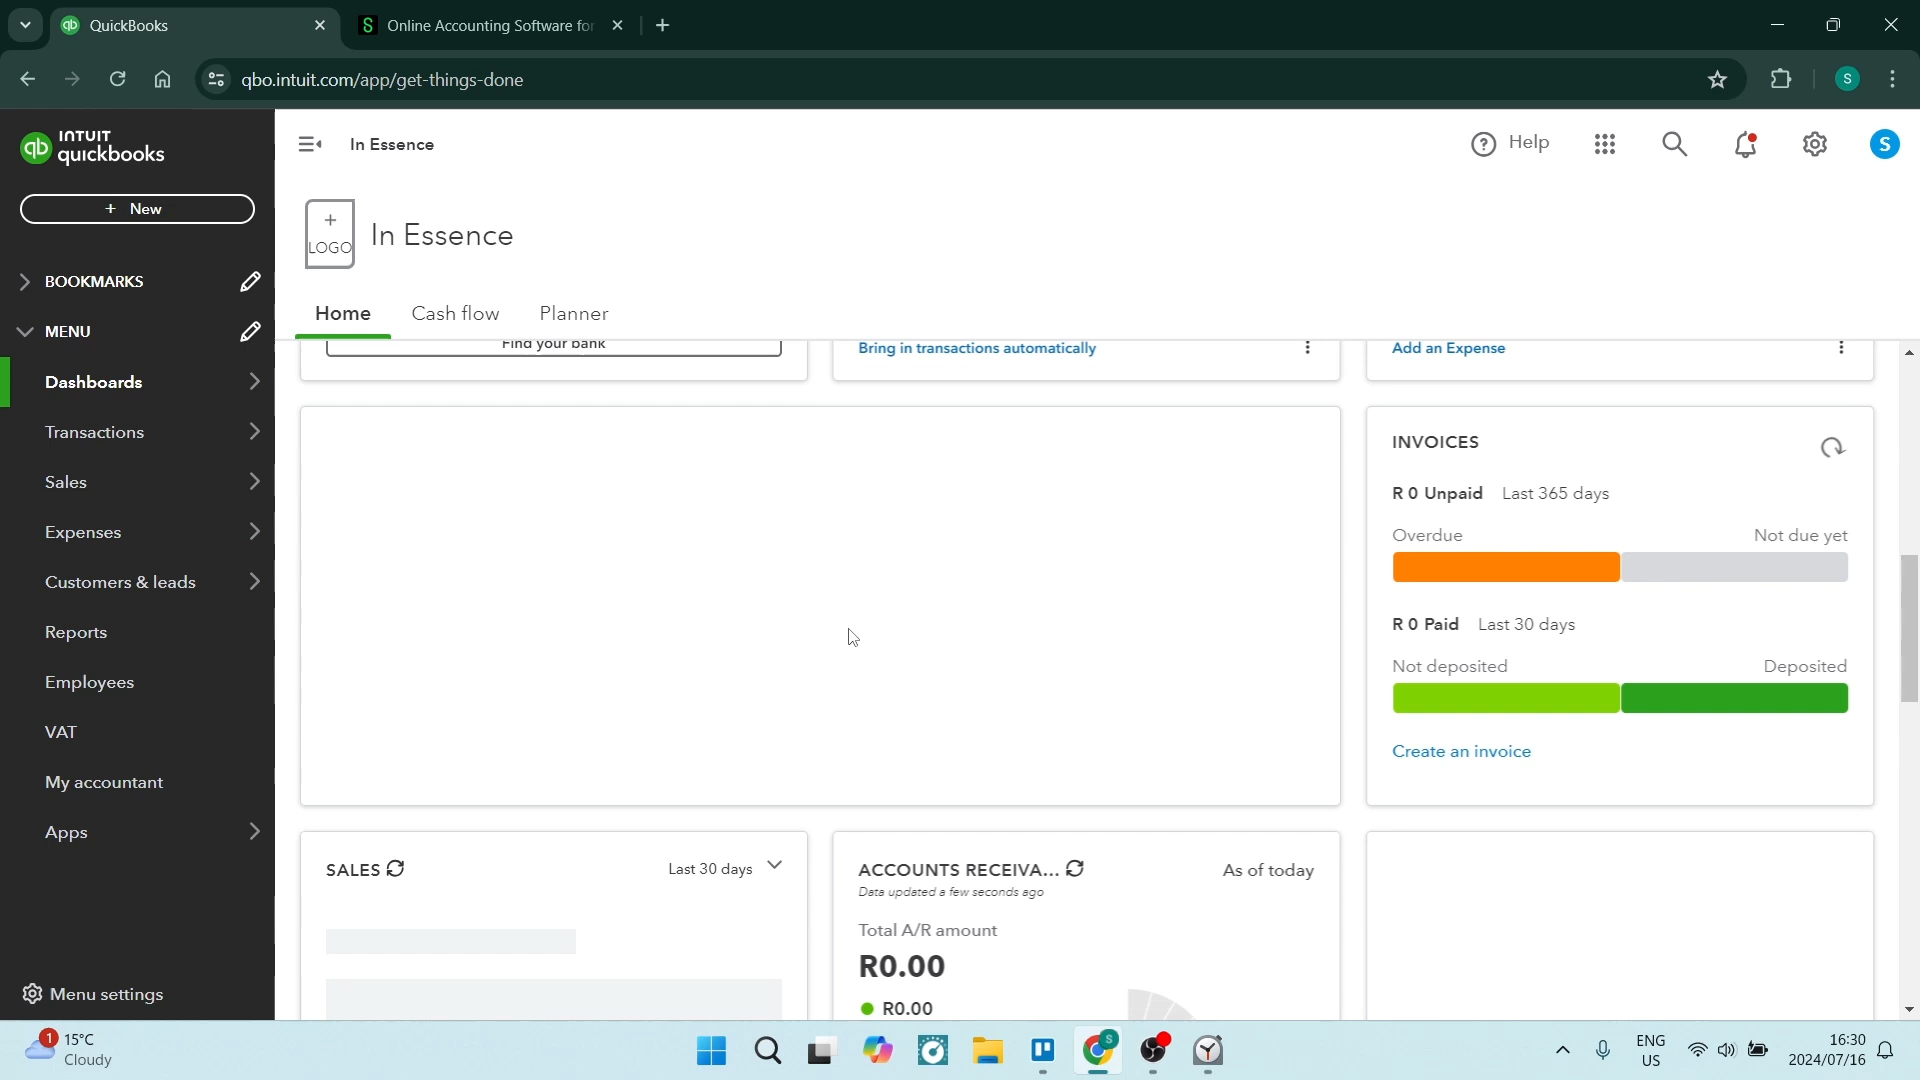 QuickBooks
S Online Accounting Software for
qbo.intuit.com/app/get-things-done
S
qb INTUIT quickbooks
+ New
BOOKMARKS
MENU
Dashboards
Transactions
Sales
Expenses
Customers & leads
Reports
Employees
VAT
My accountant
Apps
Menu settings
In Essence
? Help
S
+ LOGO
In Essence
Home Cash flow Planner
Find your bank
Bring in transactions automatically
Add an Expense
INVOICES
R 0 Unpaid Last 365 days
Overdue Not due yet
R 0 Paid Last 30 days
Not deposited Deposited
Create an invoice
SALES Last 30 days
ACCOUNTS RECEIVA... As of today
Data updated a few seconds ago
Total A/R amount
R0.00
R0.00
1 15°C
Cloudy
ENG
US
16:30
2024/07/16